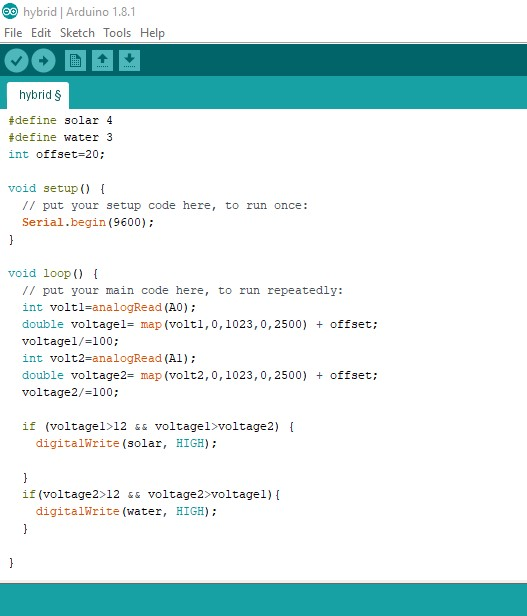 hybrid | Arduino 1.8.1
File Edit Sketch Tools Help
hybrid §
#define solar 4
#define water 3
int offset=20;
void setup() {
// put your setup code here, to run once:
Serial.begin(9600);
}
void loop() {
// put your main code here, to run repeatedly:
int volt1=analogRead(A0);
double voltage1= map(volt1,0,1023,0,2500) + offset;
voltage1/=100;
int volt2=analogRead(A1);
double voltage2= map(volt2,0,1023,0,2500) + offset;
voltage2/=100;
if (voltage1>12 && voltage1>voltage2) {
digitalWrite(solar, HIGH);
}
if(voltage2>12 && voltage2>voltage1){
digitalWrite(water, HIGH);
}
}